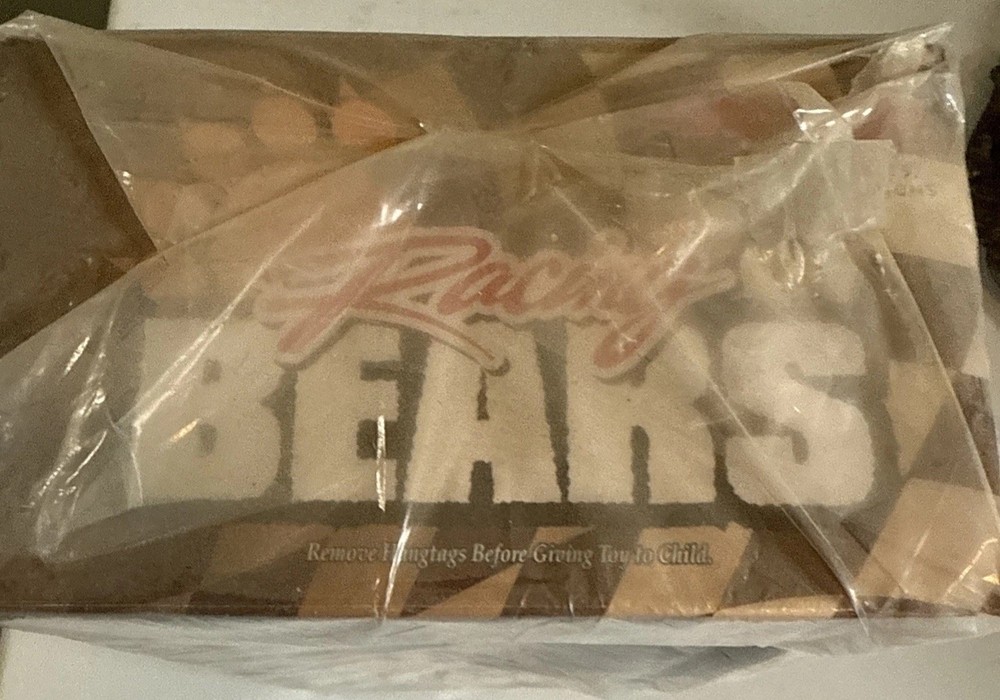 Racing
BEARS
Remove Hangtags Before Giving Toy to Child.